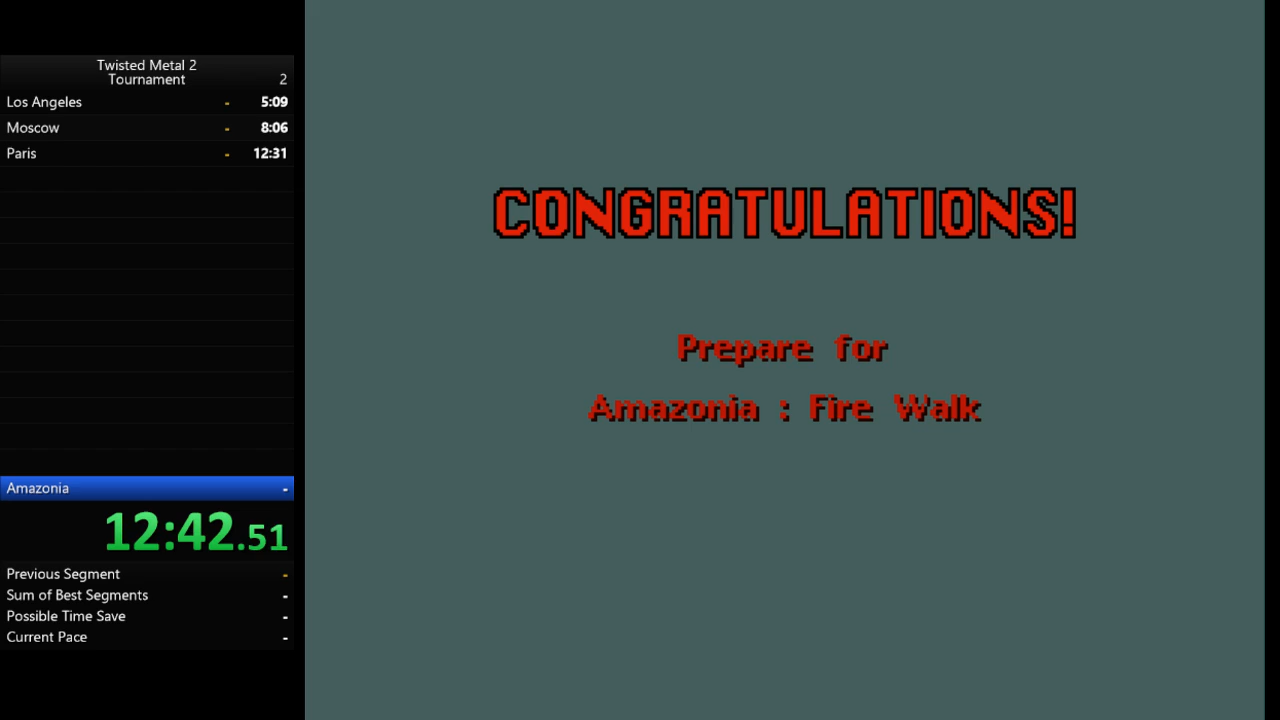 Twisted Metal 2
Tournament 2
Los Angeles - 5:09
Moscow - 8:06
Paris - 12:31
Amazonia -
12:42.51
Previous Segment -
Sum of Best Segments -
Possible Time Save -
Current Pace -
CONGRATULATIONS!
Prepare for
Amazonia : Fire Walk